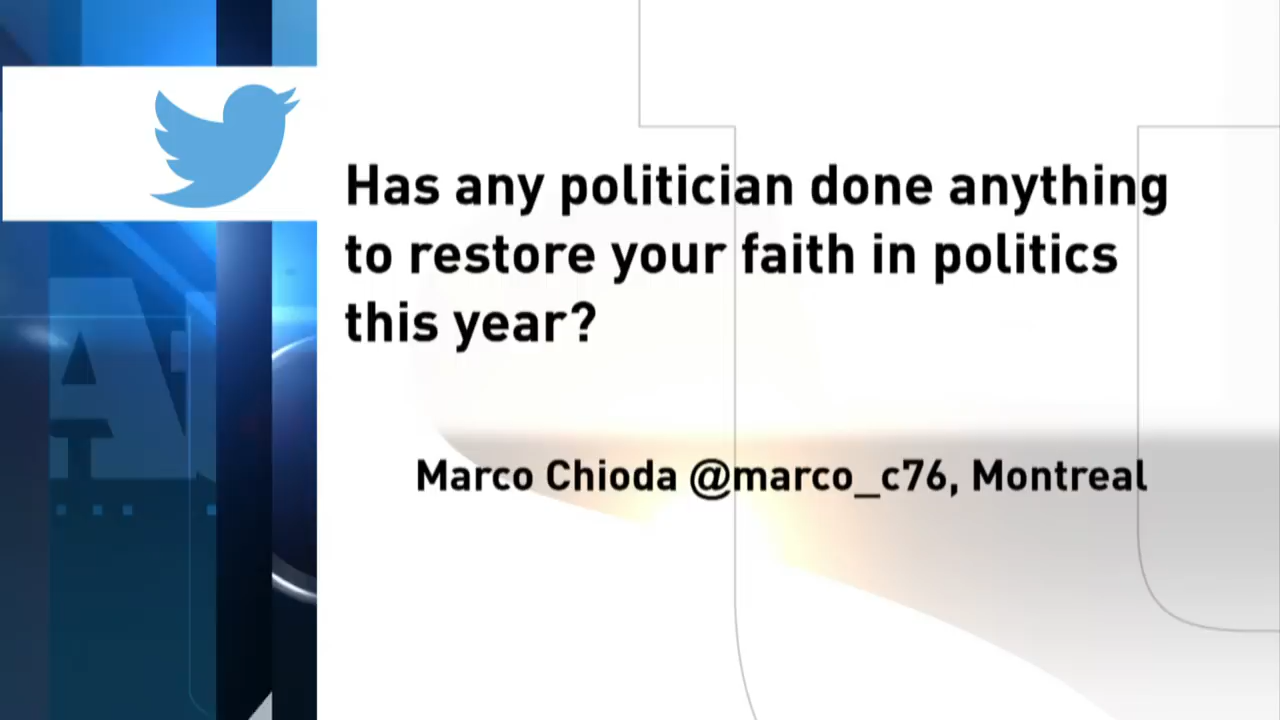 Has any politician done anything
to restore your faith in politics
this year?
Marco Chioda @marco_c76, Montreal